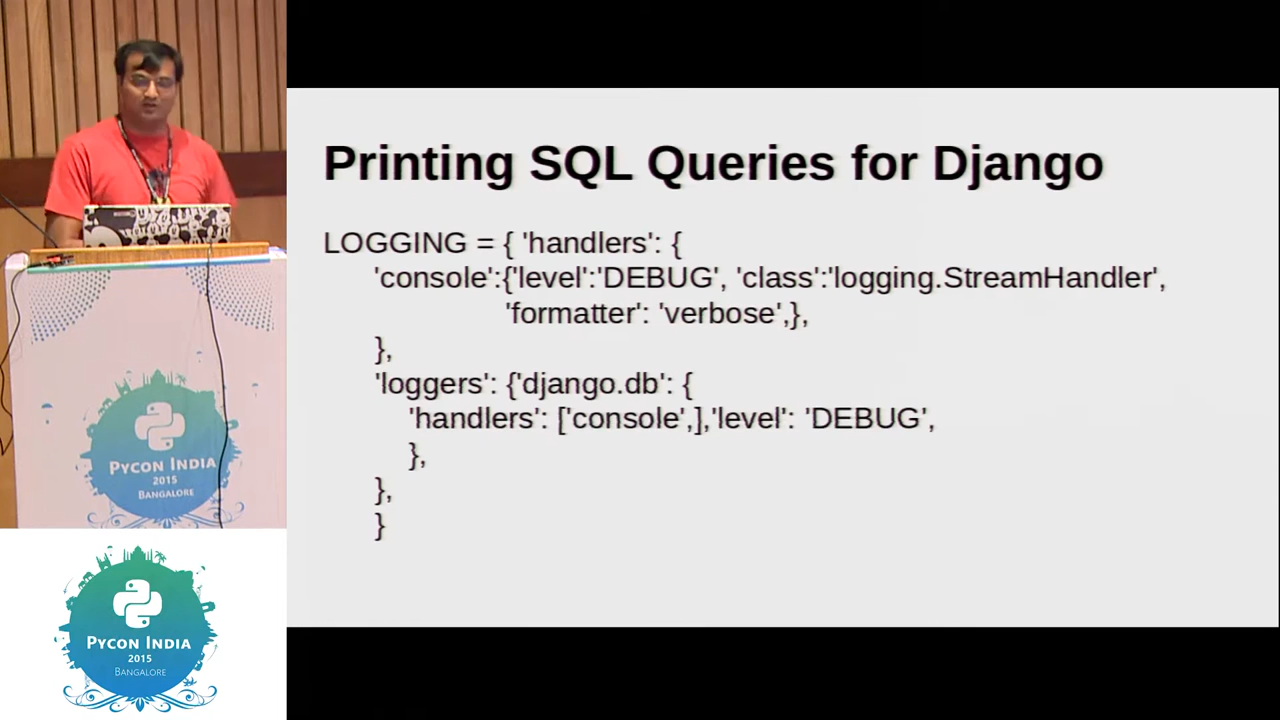 Printing SQL Queries for Django
LOGGING = { 'handlers': {
'console':{'level':'DEBUG', 'class':'logging.StreamHandler',
'formatter': 'verbose',},
},
'loggers': {'django.db': {
'handlers': ['console',],'level': 'DEBUG',
},
},
}
PYCON INDIA
2015
BANGALORE
PYCON INDIA
2015
BANGALORE